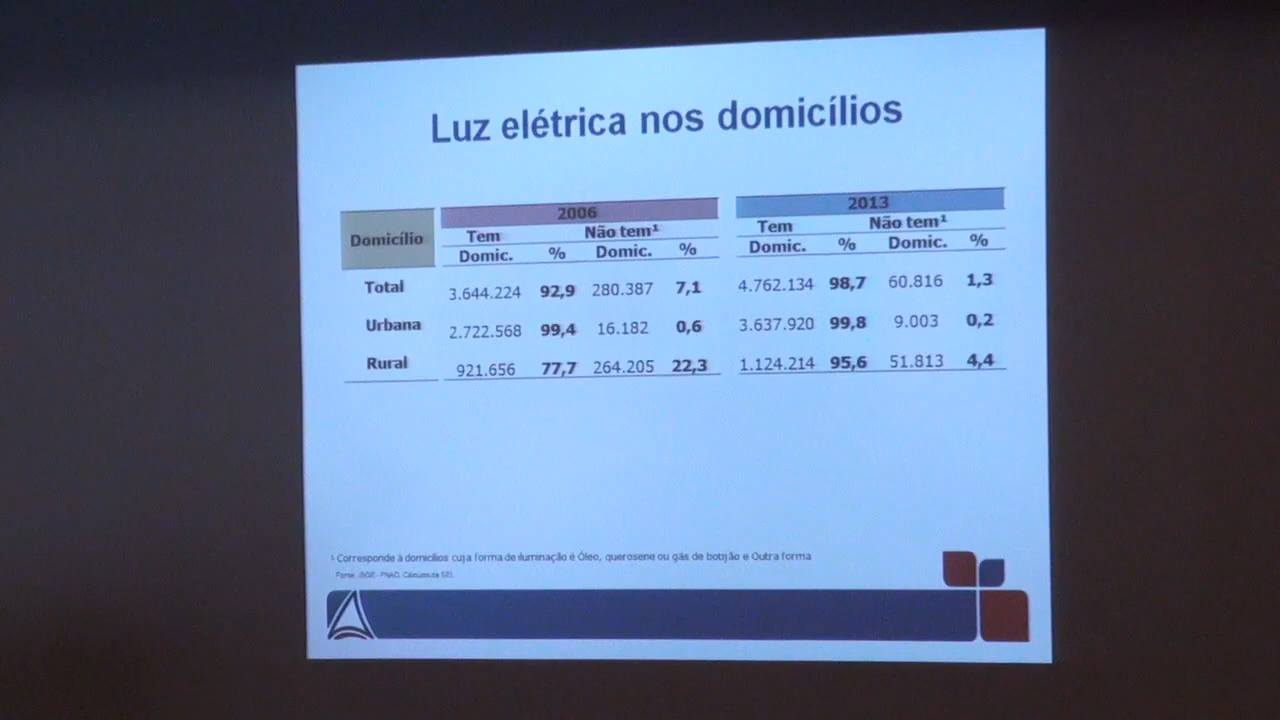 Luz elétrica nos domicílios
Domicílio 2006 2013
Tem Não tem¹ Tem Não tem¹
Domic. % Domic. % Domic. % Domic. %
Total 3.644.224 92,9 280.387 7,1 4.762.134 98,7 60.816 1,3
Urbana 2.722.568 99,4 16.182 0,6 3.637.920 99,8 9.003 0,2
Rural 921.656 77,7 264.205 22,3 1.124.214 95,6 51.813 4,4
¹ Corresponde à domicílios cuja forma de iluminação é Óleo, querosene ou gás de botijão e Outra forma
Fonte: IBGE - PNAD.